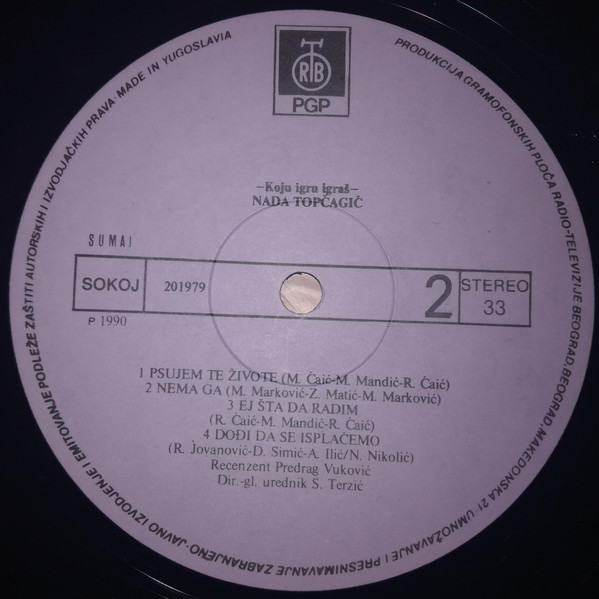 RTB
PGP
PRODUKCIJA GRAMOFONSKIH PLOČA RADIO-TELEVIZIJE BEOGRAD, BEOGRAD, MAKEDONSKA 21 · UMNOŽAVANJE I PRESNIMAVANJE ZABRANJENO · JAVNO IZVODJENJE I EMITOVANJE PODLEŽE ZAŠTITI AUTORSKIH I IZVODJAČKIH PRAVA · MADE IN YUGOSLAVIA
—Koju igru igraš—
NADA TOPČAGIĆ
SUMAI
SOKOJ 201979 2 STEREO 33
P 1990
1 PSUJEM TE ŽIVOTE (M. Čaić-M. Mandić-R. Čaić)
2 NEMA GA (M. Marković-Z. Matić-M. Marković)
3 EJ ŠTA DA RADIM
(R. Čaić-M. Mandić-R. Čaić)
4 DOĐI DA SE ISPLAČEMO
(R. Jovanović-D. Simić-A. Ilić/N. Nikolić)
Recenzent Predrag Vuković
Dir.-gl. urednik S. Terzić